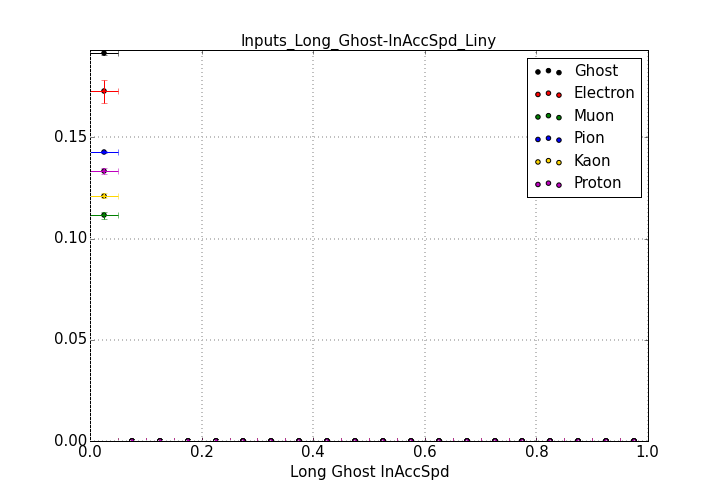 Inputs_Long_Ghost-InAccSpd_Liny
Ghost
Electron
Muon
Pion
Kaon
Proton
0.15
0.10
0.05
0.00
0.0 0.2 0.4 0.6 0.8 1.0
Long Ghost InAccSpd